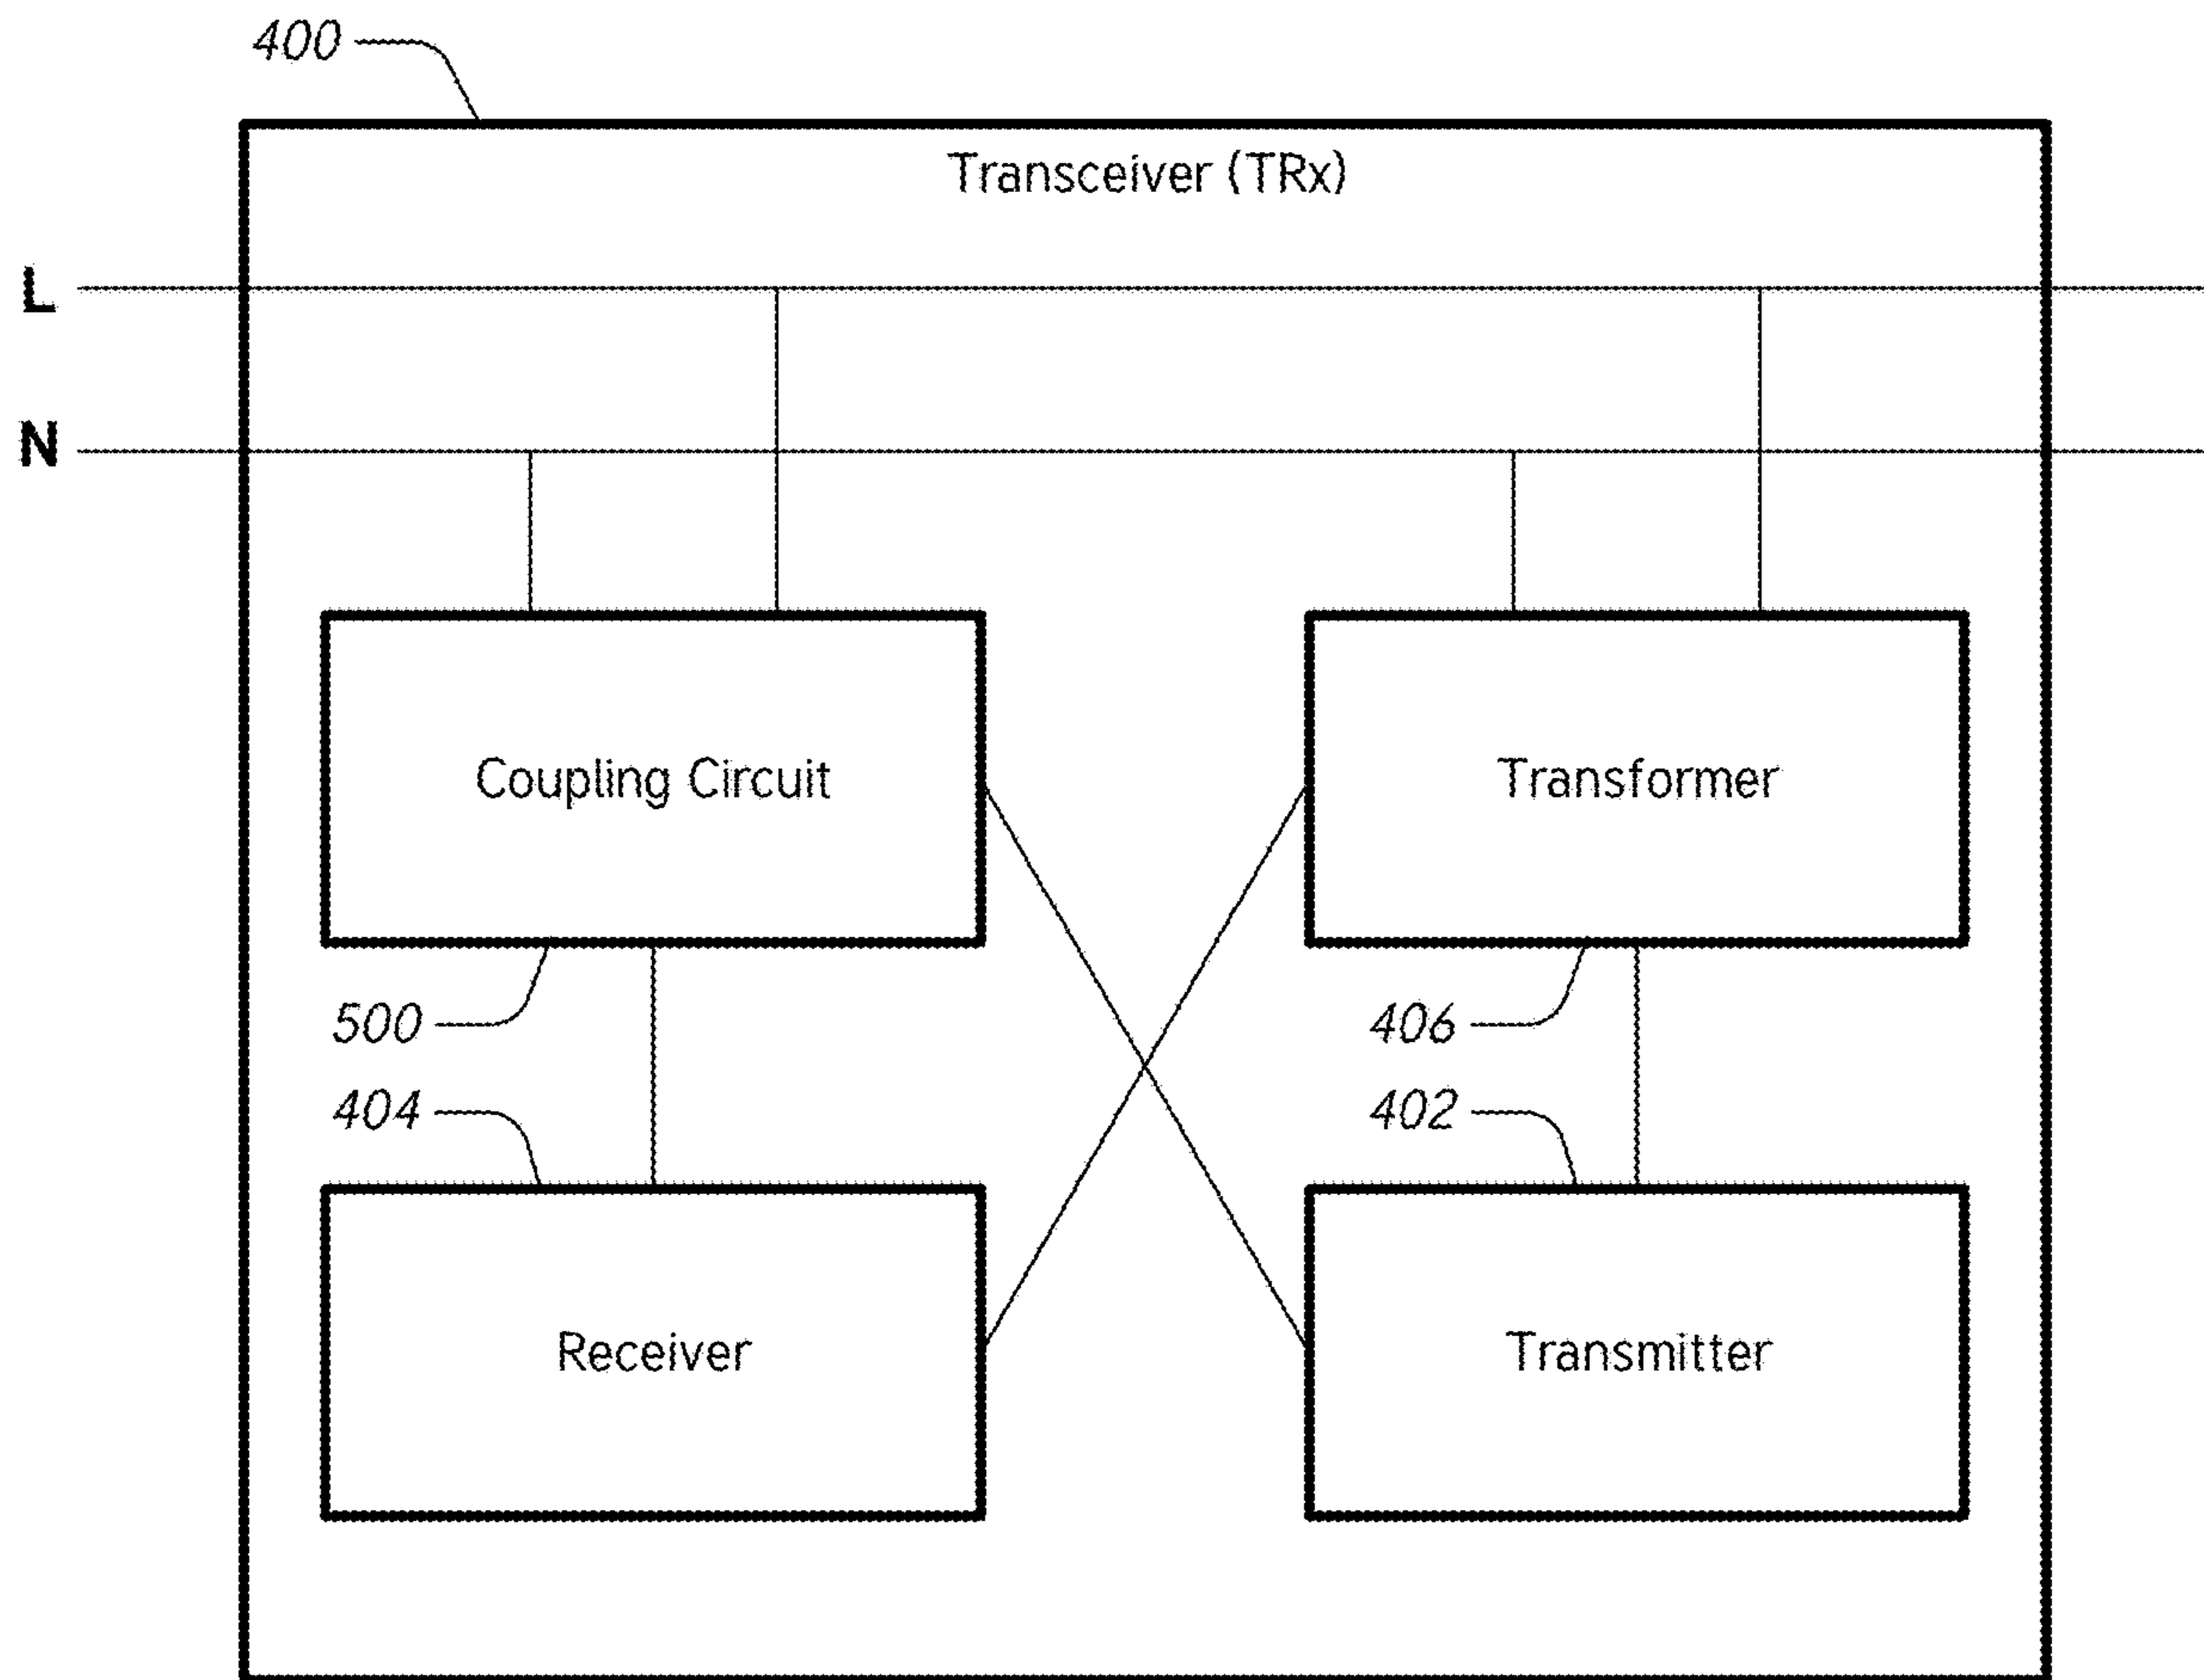 400
Transceiver (TRx)
L
N
Coupling Circuit
Transformer
500
406
404
402
Receiver
Transmitter